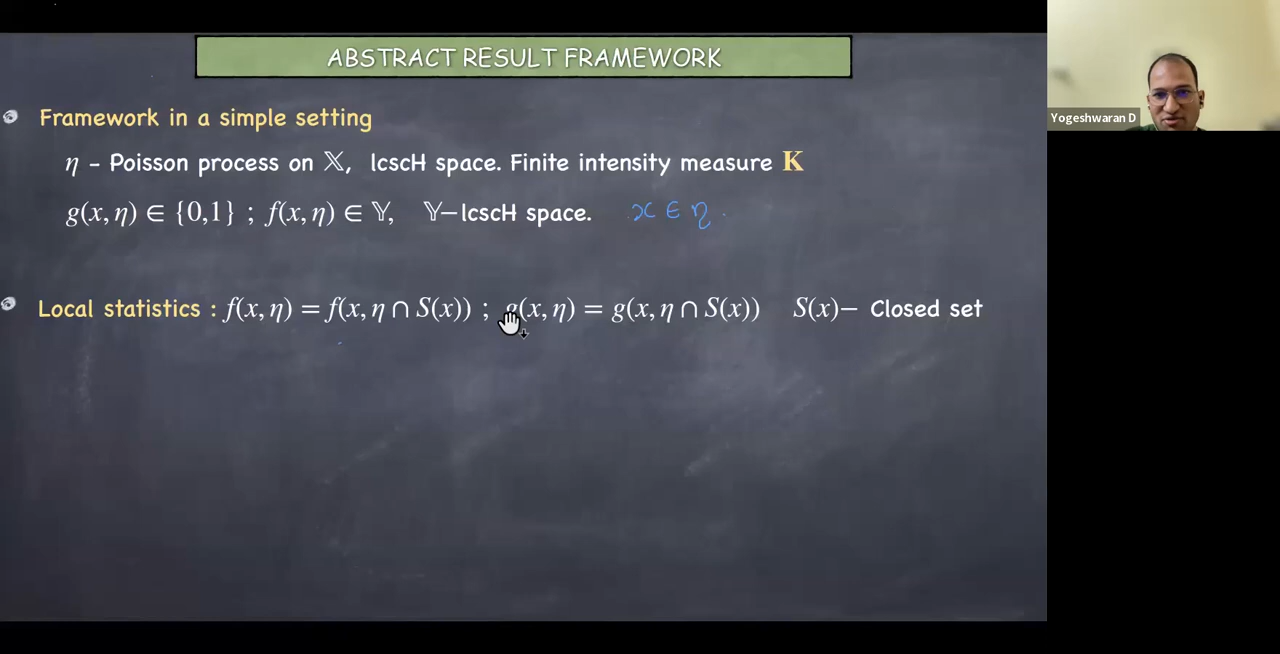 ABSTRACT RESULT FRAMEWORK
Framework in a simple setting
η - Poisson process on 𝕏, lcscH space. Finite intensity measure K
g(x, η) ∈ {0,1} ; f(x, η) ∈ 𝕐, 𝕐−lcscH space. x ∈ η
Local statistics : f(x, η) = f(x, η ∩ S(x)) ; g(x, η) = g(x, η ∩ S(x)) S(x)− Closed set
Yogeshwaran D